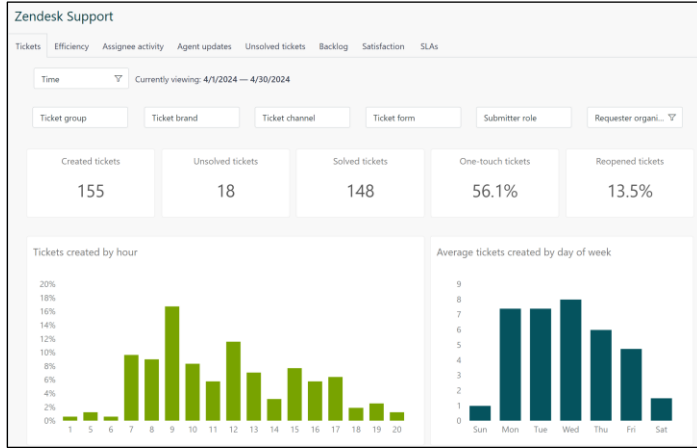 Zendesk Support
Tickets Efficiency Assignee activity Agent updates Unsolved tickets Backlog Satisfaction SLAs
Time Currently viewing: 4/1/2024 — 4/30/2024
Ticket group Ticket brand Ticket channel Ticket form Submitter role Requester organi...
Created tickets Unsolved tickets Solved tickets One-touch tickets Reopened tickets
155 18 148 56.1% 13.5%
Tickets created by hour
20%
18%
16%
14%
12%
10%
8%
6%
4%
2%
0%
1 5 6 7 8 9 10 11 12 13 14 15 16 17 18 19 20
Average tickets created by day of week
9
8
7
6
5
4
3
2
1
0
Sun Mon Tue Wed Thu Fri Sat